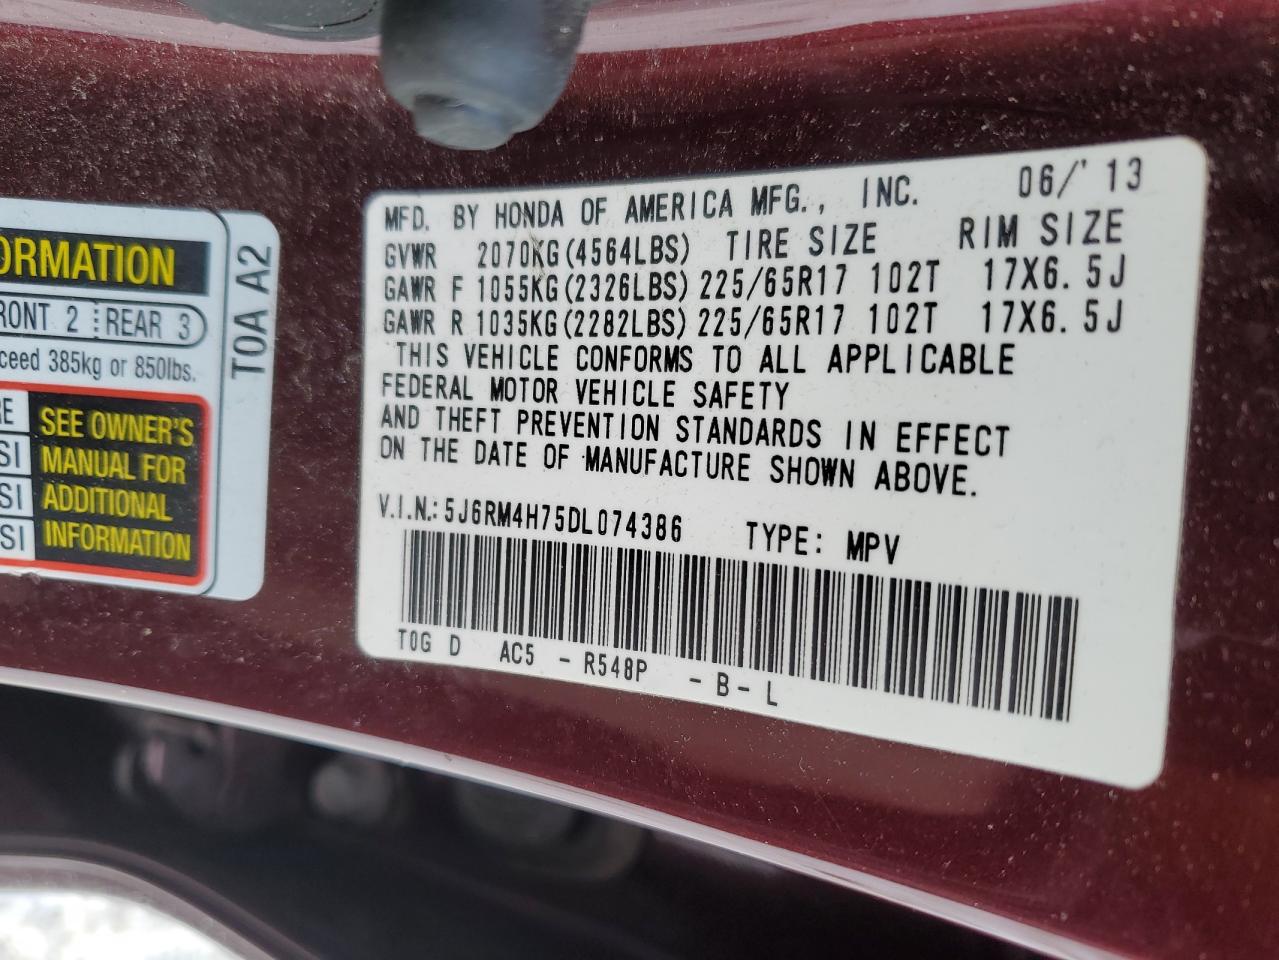 ORMATION
RONT 2 REAR 3
ceed 385kg or 850lbs.
SEE OWNER'S
MANUAL FOR
ADDITIONAL
INFORMATION
RE
SI
SI
SI
T0A A2
MFD. BY HONDA OF AMERICA MFG., INC. 06/'13
GVWR 2070KG(4564LBS) TIRE SIZE RIM SIZE
GAWR F 1055KG(2326LBS) 225/65R17 102T 17X6.5J
GAWR R 1035KG(2282LBS) 225/65R17 102T 17X6.5J
THIS VEHICLE CONFORMS TO ALL APPLICABLE
FEDERAL MOTOR VEHICLE SAFETY
AND THEFT PREVENTION STANDARDS IN EFFECT
ON THE DATE OF MANUFACTURE SHOWN ABOVE.
V.I.N.: 5J6RM4H75DL074386 TYPE: MPV
T0G D AC5 - R548P - B - L